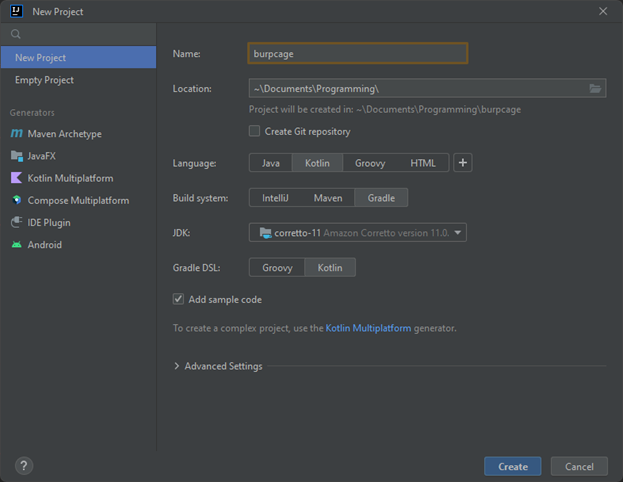 IJ New Project
New Project
Empty Project
Generators
Maven Archetype
JavaFX
Kotlin Multiplatform
Compose Multiplatform
IDE Plugin
Android
Name: burpcage
Location: ~\Documents\Programming\
Project will be created in: ~\Documents\Programming\burpcage
Create Git repository
Language: Java Kotlin Groovy HTML +
Build system: IntelliJ Maven Gradle
JDK: corretto-11 Amazon Corretto version 11.0.
Gradle DSL: Groovy Kotlin
Add sample code
To create a complex project, use the Kotlin Multiplatform generator.
Advanced Settings
? Create Cancel